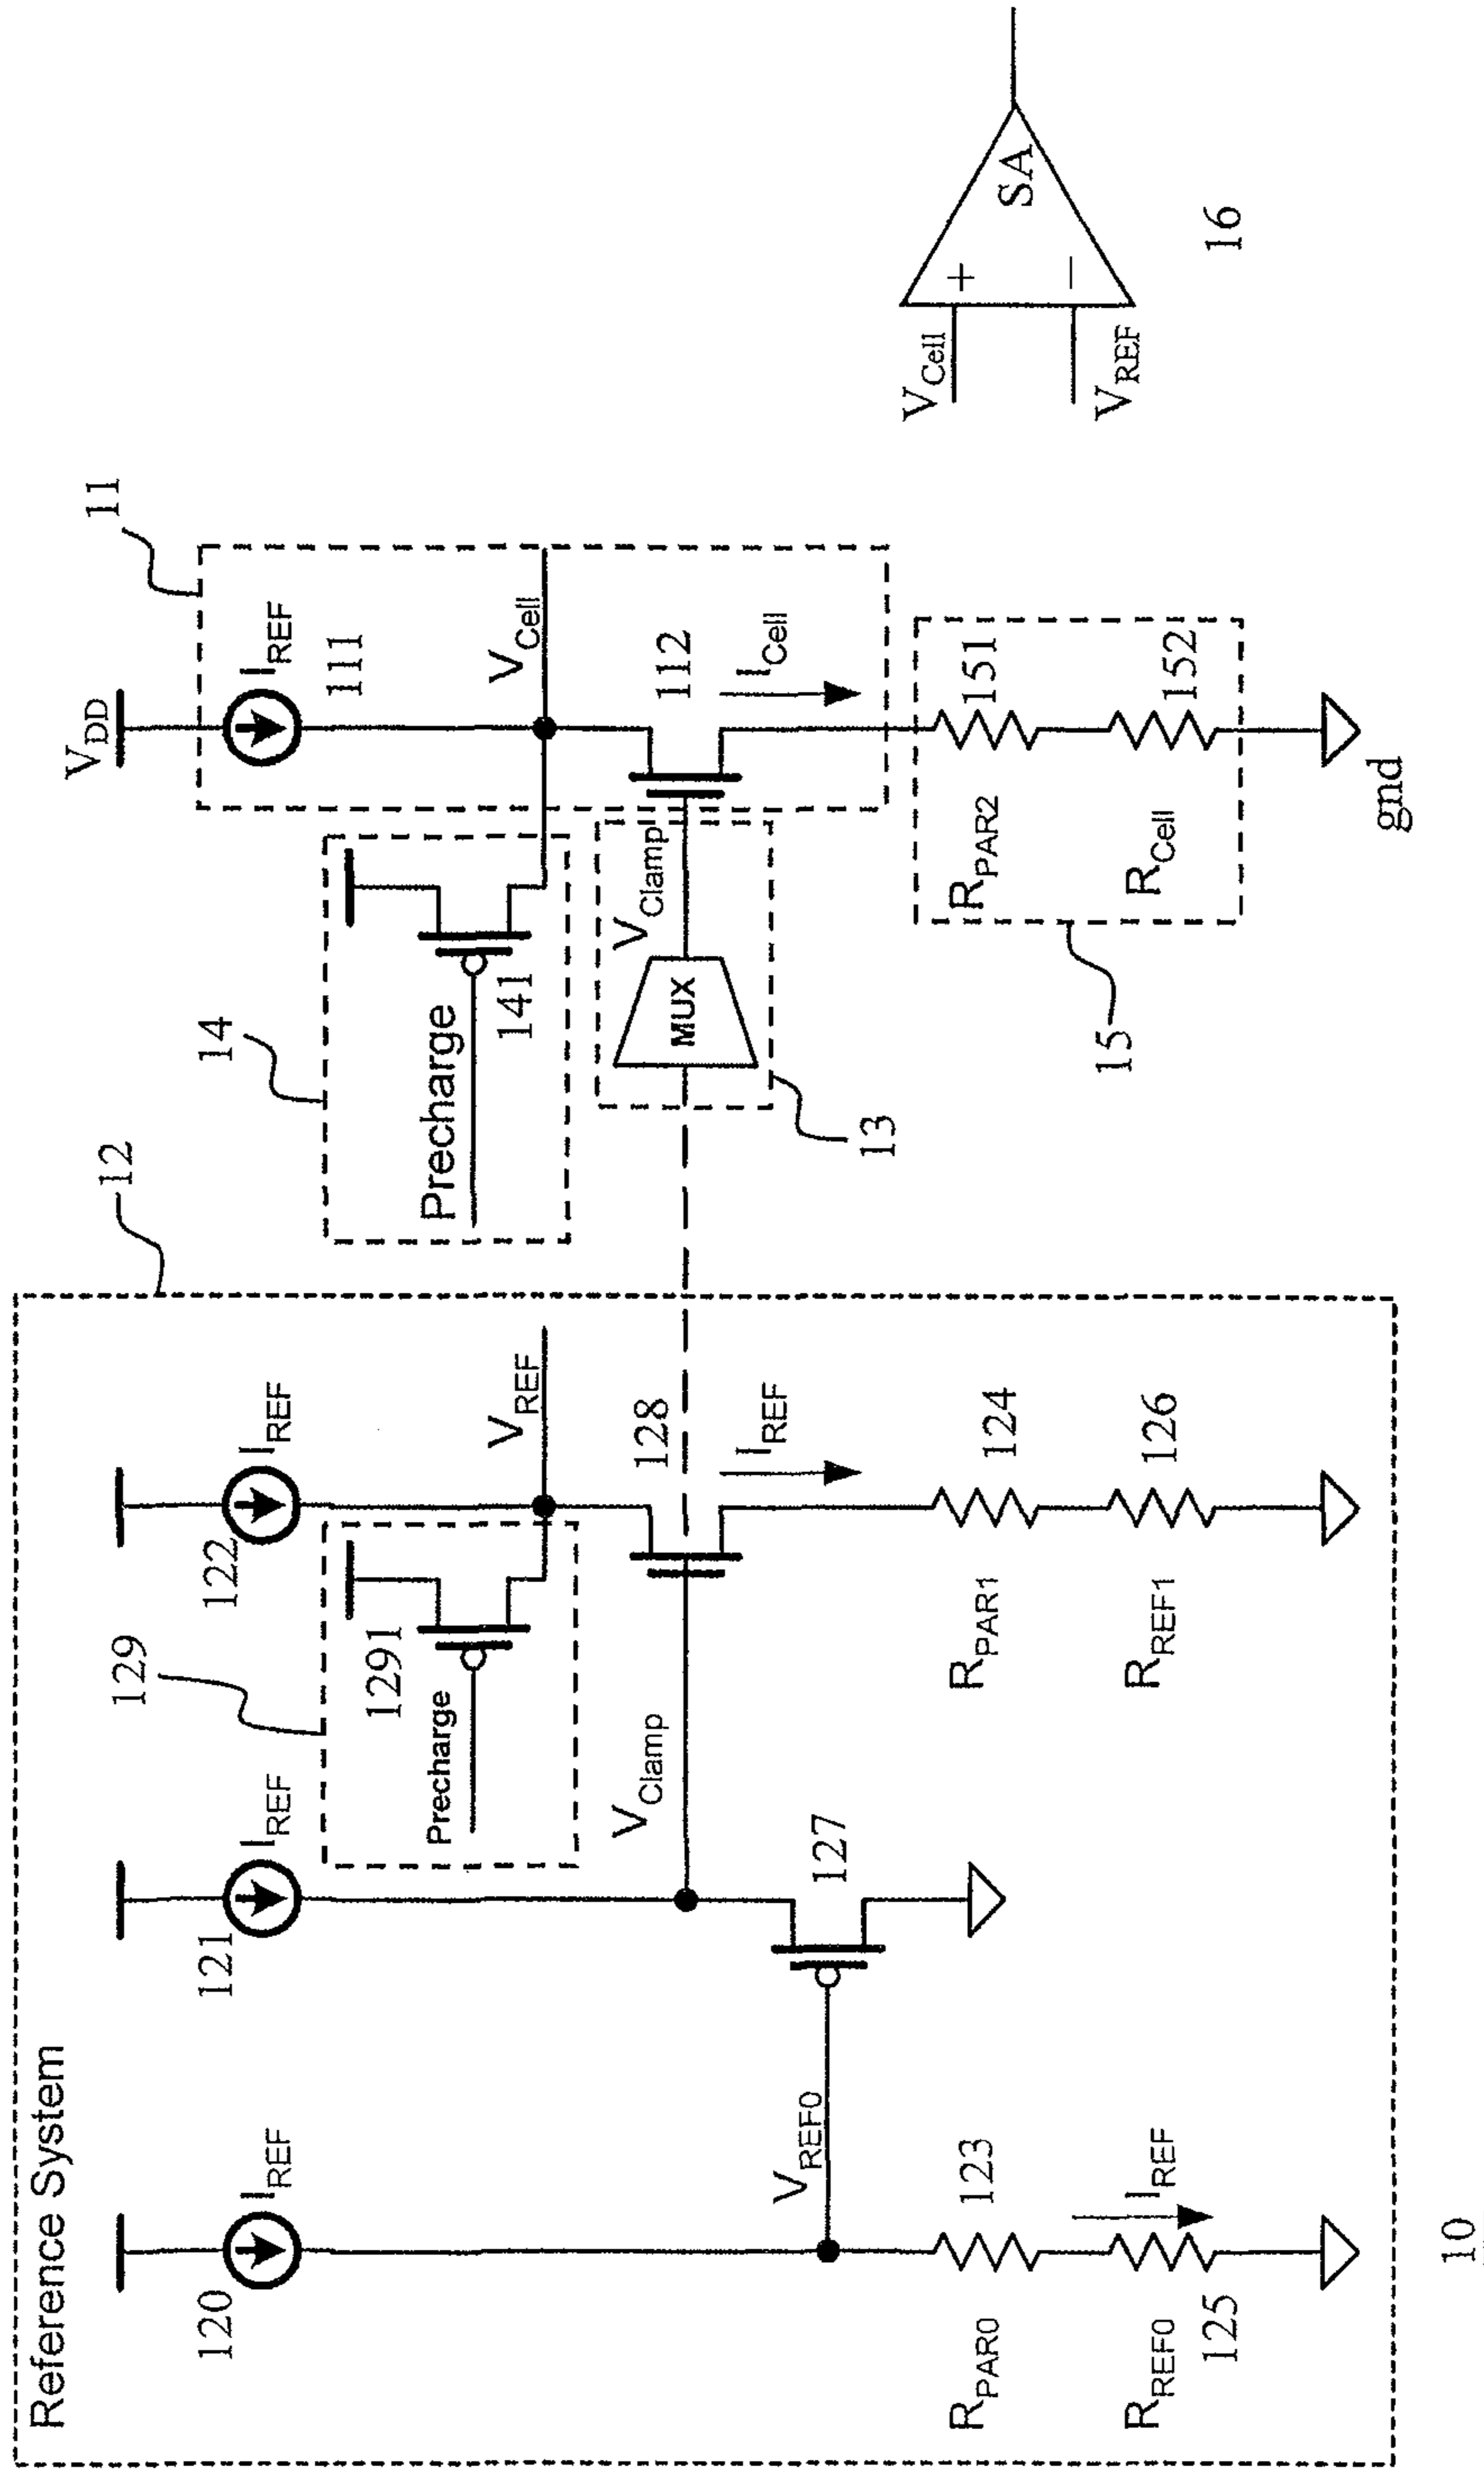 Reference System
12
120
I_REF
121
I_REF
122
I_REF
129
1291
Precharge
V_REF
V_Clamp
128
I_REF
V_REF0
127
R_PAR0
123
I_REF
R_REF0
125
R_PAR1
124
R_REF1
126
14
Precharge
141
13
MUX
V_Clamp
V_DD
11
I_REF
111
V_Cell
112
I_Cell
R_PAR2
151
R_Cell
152
15
gnd
V_Cell
V_REF
+
−
SA
16
10